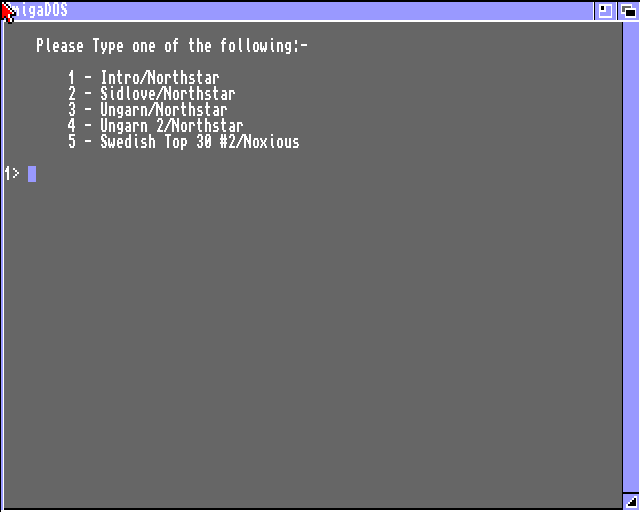 AmigaDOS
Please Type one of the following:-
1 - Intro/Northstar
2 - Sidlove/Northstar
3 - Ungarn/Northstar
4 - Ungarn 2/Northstar
5 - Swedish Top 30 #2/Noxious
1>